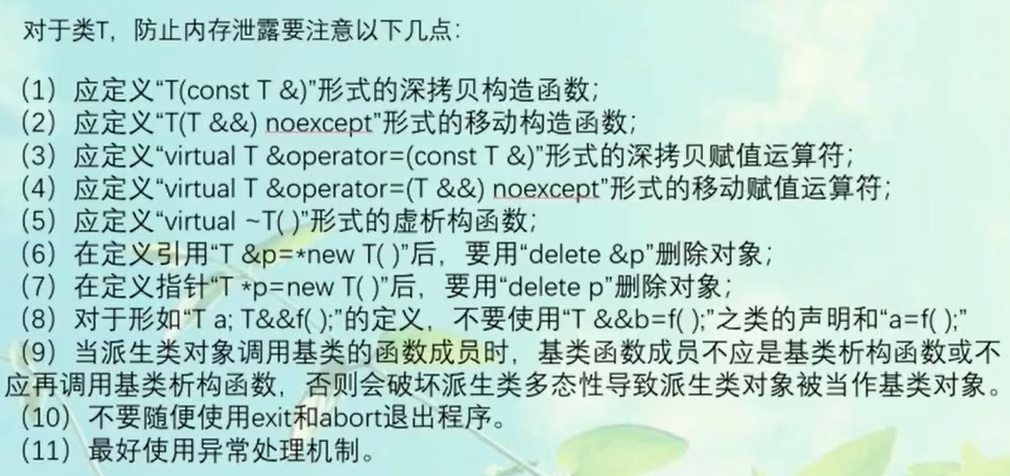 对于类T，防止内存泄露要注意以下几点：
（1）应定义“T(const T &)”形式的深拷贝构造函数；
（2）应定义“T(T &&) noexcept”形式的移动构造函数；
（3）应定义“virtual T &operator=(const T &)”形式的深拷贝赋值运算符；
（4）应定义“virtual T &operator=(T &&) noexcept”形式的移动赋值运算符；
（5）应定义“virtual ~T( )”形式的虚析构函数；
（6）在定义引用“T &p=*new T( )”后，要用“delete &p”删除对象；
（7）在定义指针“T *p=new T( )”后，要用“delete p”删除对象；
（8）对于形如“T a; T&&f( );”的定义，不要使用“T &&b=f( );”之类的声明和“a=f( );”
（9）当派生类对象调用基类的函数成员时，基类函数成员不应是基类析构函数或不
应再调用基类析构函数，否则会破坏派生类多态性导致派生类对象被当作基类对象。
（10）不要随便使用exit和abort退出程序。
（11）最好使用异常处理机制。